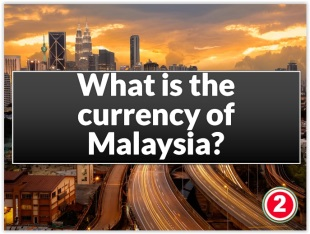 What is the
currency of
Malaysia?
2